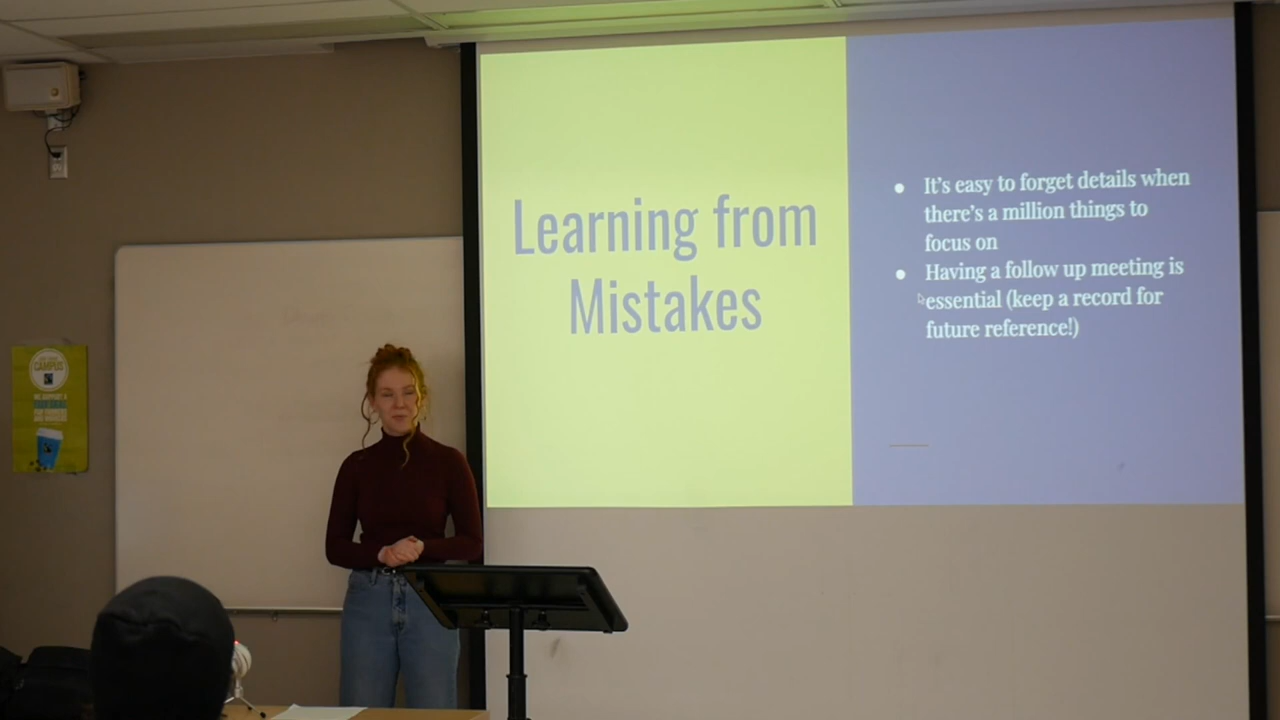 Learning from
Mistakes
● It's easy to forget details when
there's a million things to
focus on
● Having a follow up meeting is
essential (keep a record for
future reference!)
CAMPUS